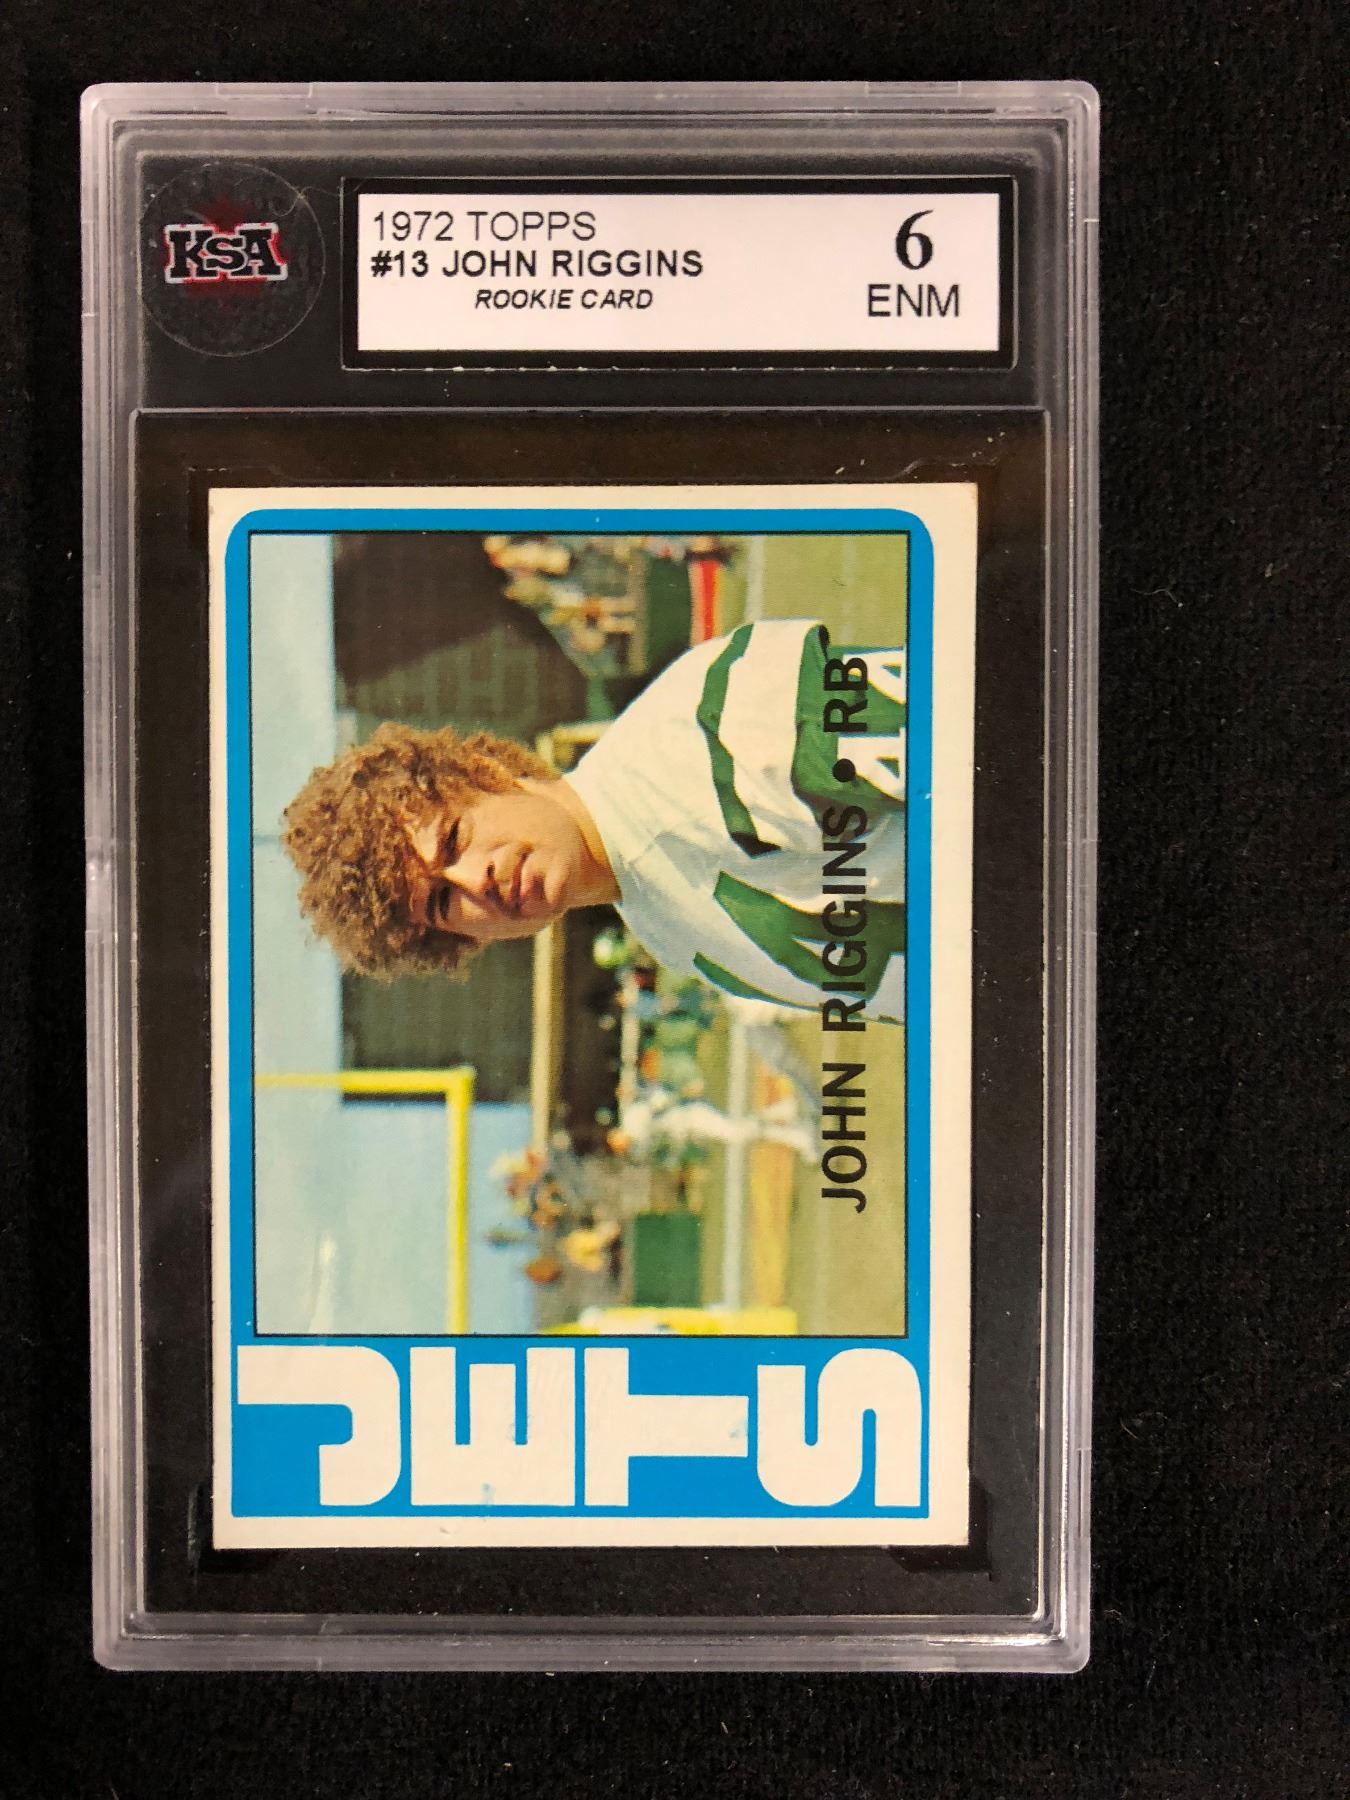 KSA
1972 TOPPS
#13 JOHN RIGGINS
ROOKIE CARD
6
ENM
JOHN RIGGINS • RB
JETS